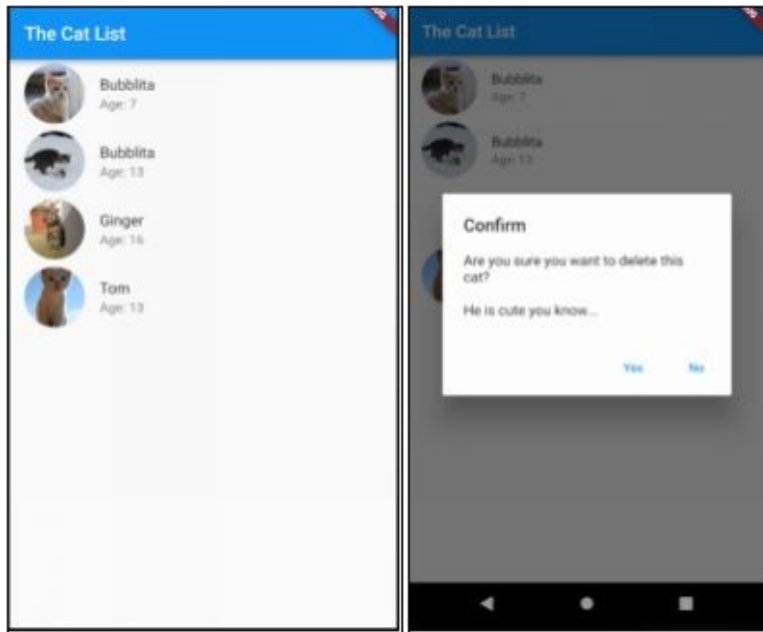 The Cat List
Bubblita
Age: 7
Bubblita
Age: 13
Ginger
Age: 16
Tom
Age: 13
The Cat List
Bubblita
Age: 7
Bubblita
Age: 13
Confirm
Are you sure you want to delete this
cat?
He is cute you know...
Yes No